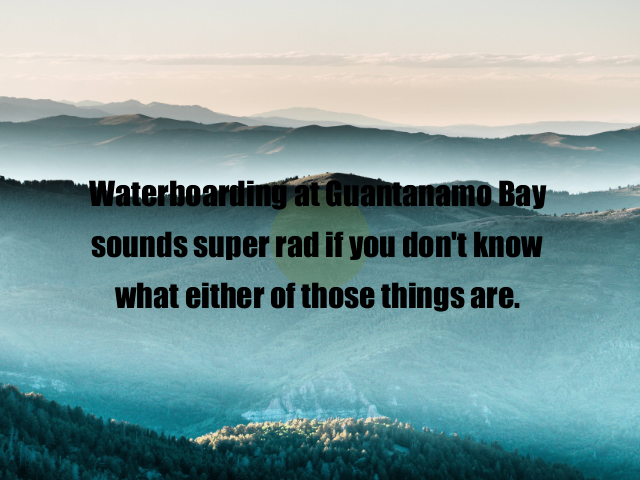 Waterboarding at Guantanamo Bay
sounds super rad if you don't know
what either of those things are.